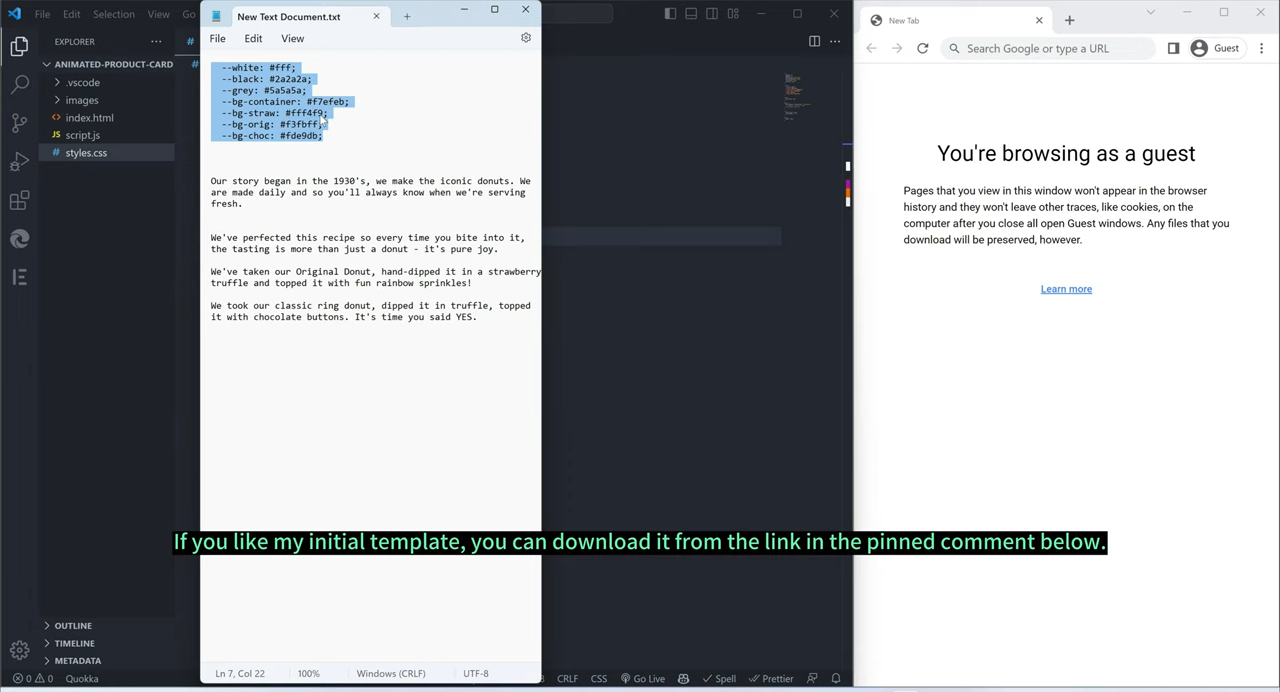 File Edit Selection View Go
New Text Document.txt
File Edit View
--white: #fff;
--black: #2a2a2a;
--grey: #5a5a5a;
--bg-container: #f7efeb;
--bg-straw: #fff4f9;
--bg-orig: #f3fbff;
--bg-choc: #fde9db;
Our story began in the 1930's, we make the iconic donuts. We
are made daily and so you'll always know when we're serving
fresh.
We've perfected this recipe so every time you bite into it,
the tasting is more than just a donut - it's pure joy.
We've taken our Original Donut, hand-dipped it in a strawberry
truffle and topped it with fun rainbow sprinkles!
We took our classic ring donut, dipped it in truffle, topped
it with chocolate buttons. It's time you said YES.
Ln 7, Col 22 100% Windows (CRLF) UTF-8
EXPLORER
ANIMATED-PRODUCT-CARD
.vscode
images
index.html
JS script.js
# styles.css
OUTLINE
TIMELINE
METADATA
0 0 Quokka
CRLF CSS Go Live Spell Prettier
New Tab
Search Google or type a URL
Guest
You're browsing as a guest
Pages that you view in this window won't appear in the browser
history and they won't leave other traces, like cookies, on the
computer after you close all open Guest windows. Any files that you
download will be preserved, however.
Learn more
If you like my initial template, you can download it from the link in the pinned comment below.